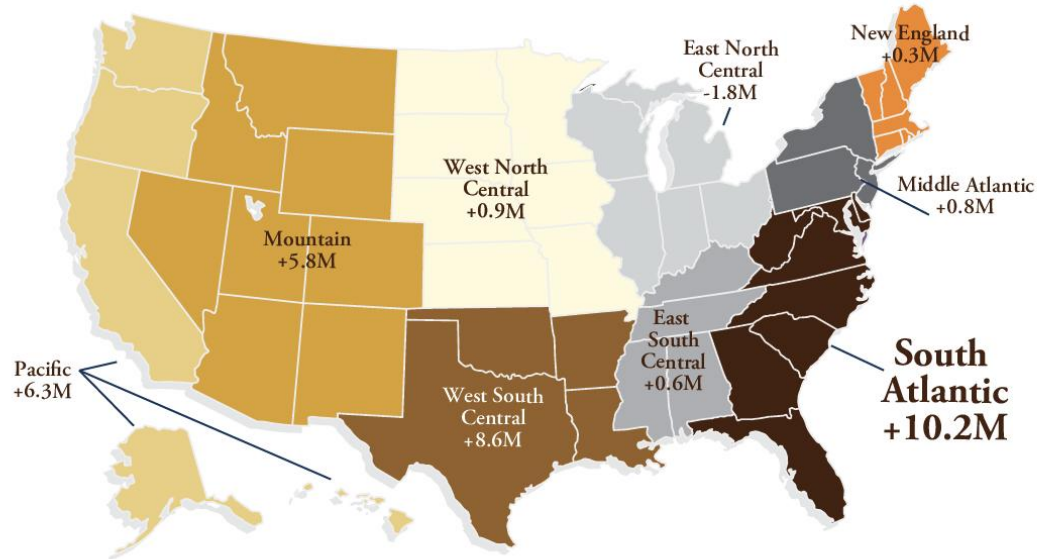 New England
+0.3M
East North
Central
-1.8M
West North
Central
+0.9M
Middle Atlantic
+0.8M
Mountain
+5.8M
East
South
Central
+0.6M
South
Atlantic
+10.2M
Pacific
+6.3M
West South
Central
+8.6M